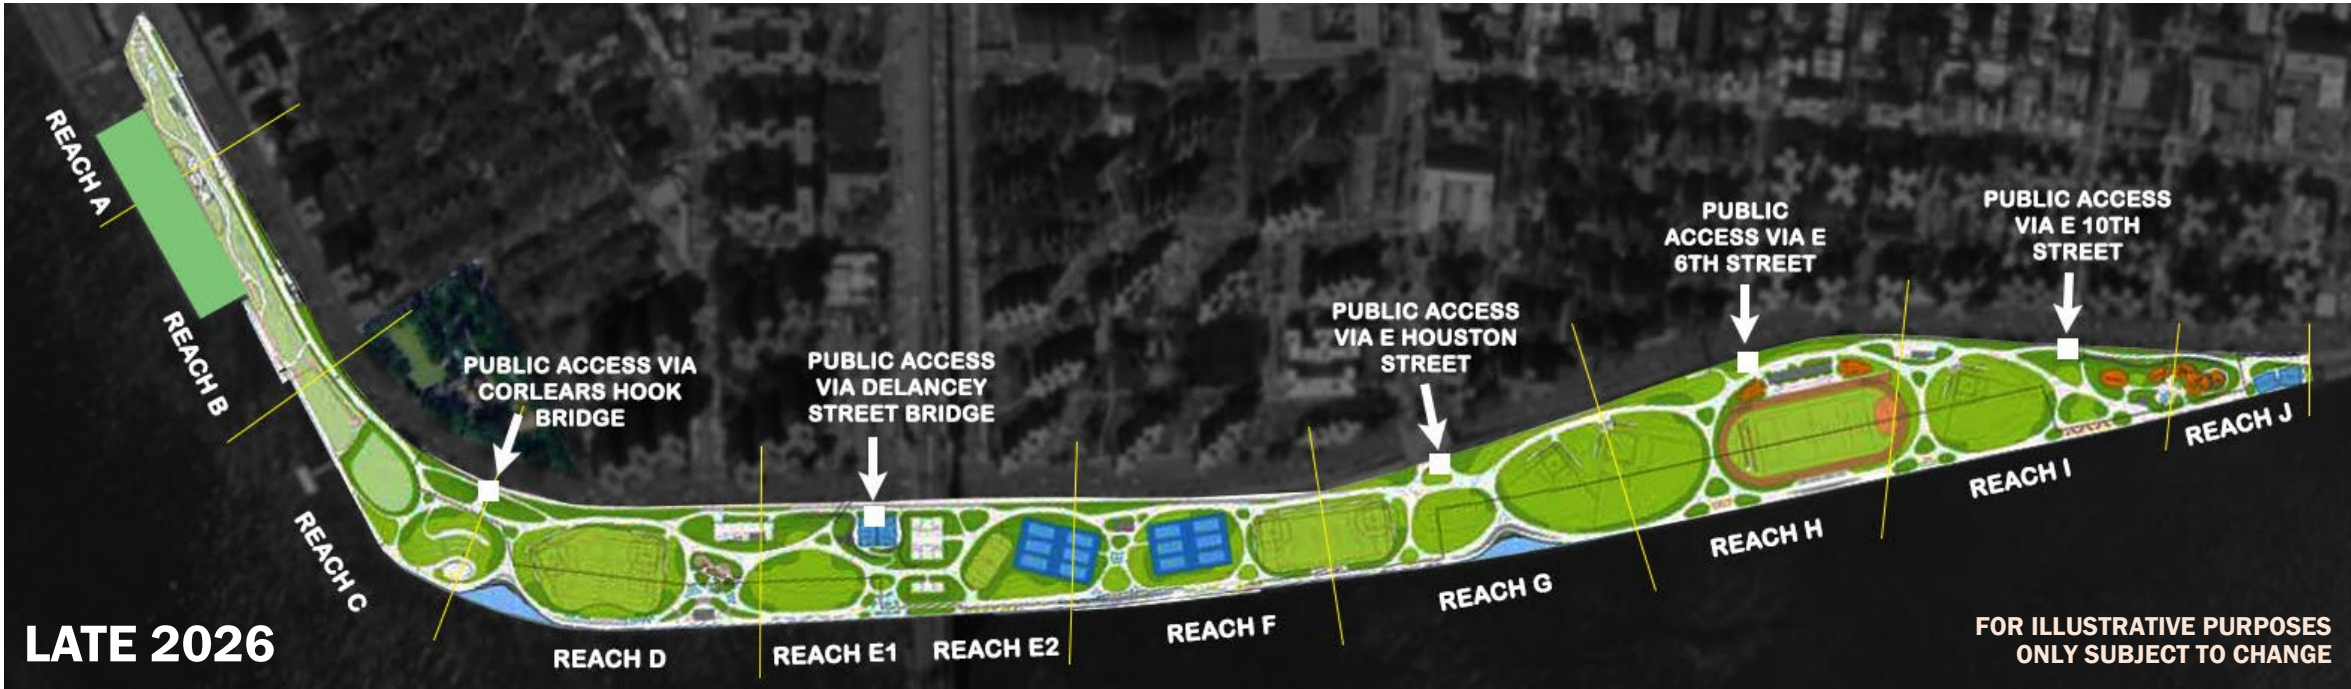 REACH A
REACH B
REACH C
PUBLIC ACCESS VIA
CORLEARS HOOK
BRIDGE
PUBLIC ACCESS
VIA DELANCEY
STREET BRIDGE
PUBLIC ACCESS
VIA E HOUSTON
STREET
PUBLIC
ACCESS VIA E
6TH STREET
PUBLIC ACCESS
VIA E 10TH
STREET
REACH D
REACH E1
REACH E2
REACH F
REACH G
REACH H
REACH I
REACH J
LATE 2026
FOR ILLUSTRATIVE PURPOSES
ONLY SUBJECT TO CHANGE